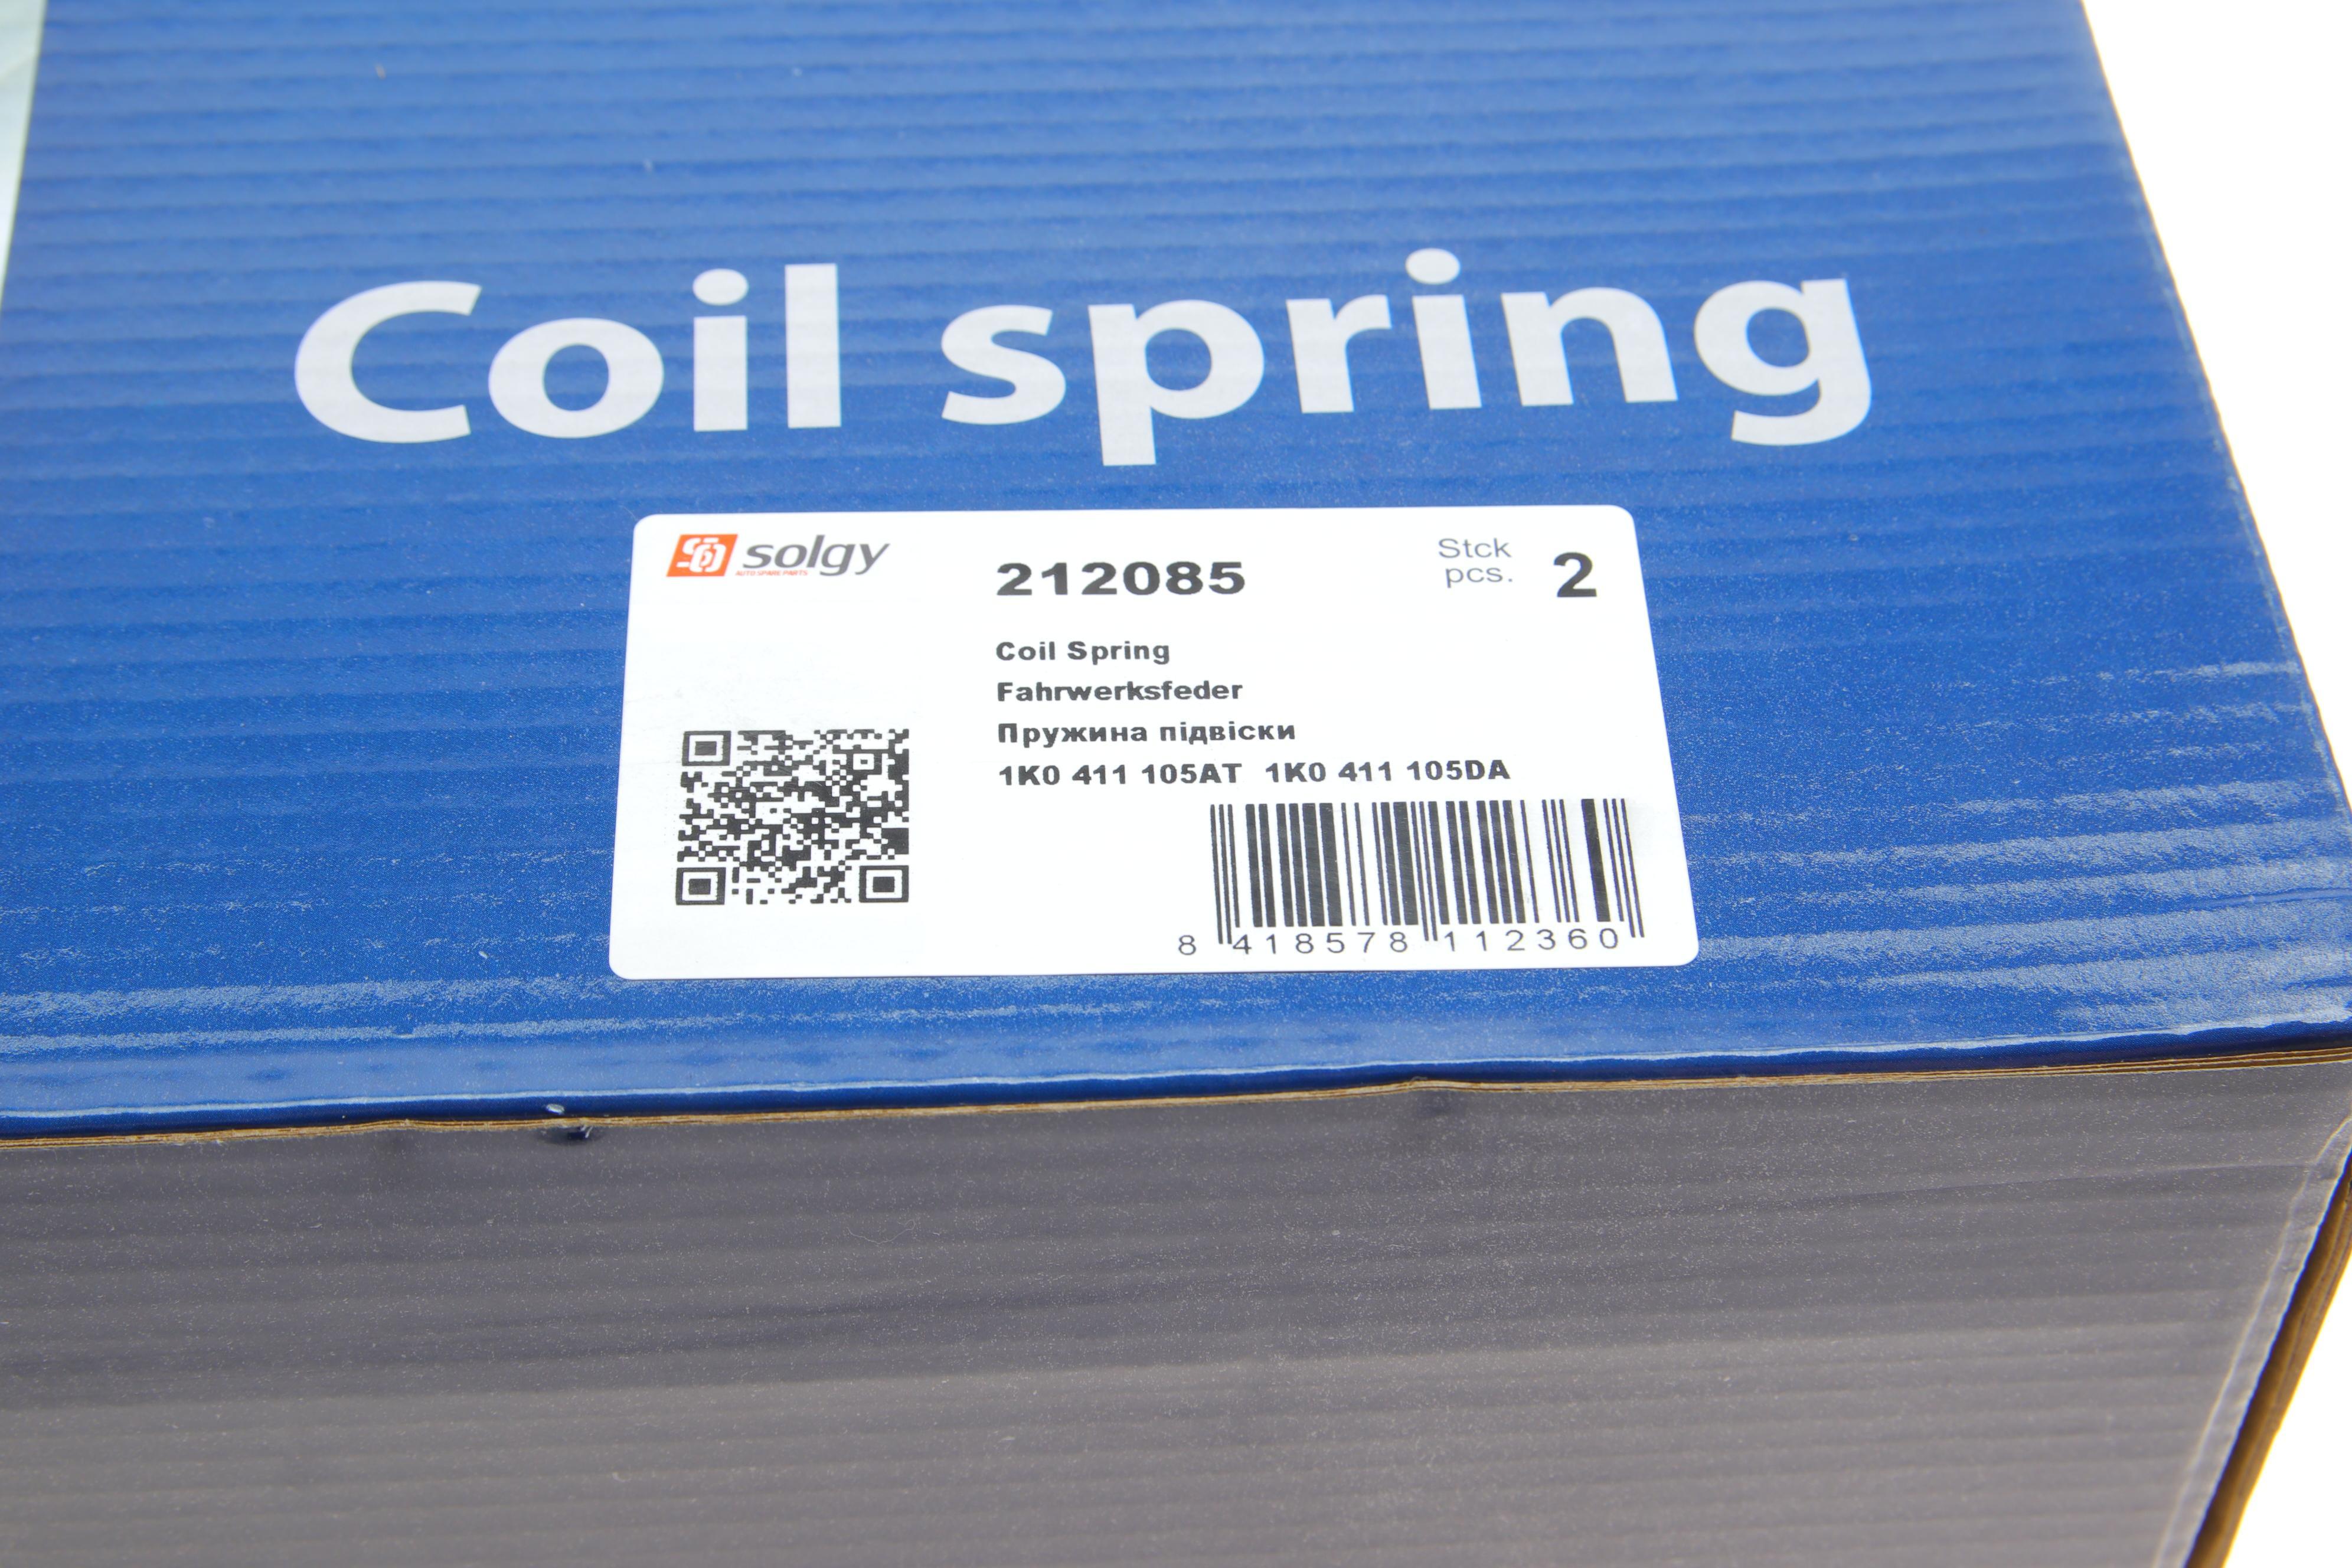 Coil spring
solgy
AUTO SPARE PARTS
212085
Stck
pcs.
2
Coil Spring
Fahrwerksfeder
Пружина підвіски
1K0 411 105AT 1K0 411 105DA
8 418578 112360